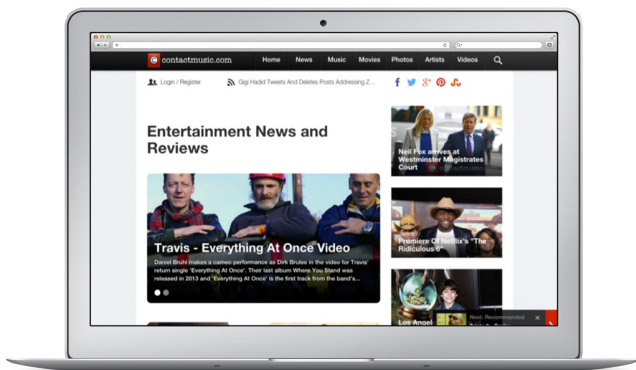 contactmusic.com
Home News Music Movies Photos Artists Videos
Login / Register
Gigi Hadid Tweets And Deletes Posts Addressing Z...
Entertainment News and
Reviews
Travis - Everything At Once Video
Daniel Bruhl makes a cameo performance as Dirk Brulee in the video for Travis'
return single 'Everything At Once'. Their last album Where You Stand was
released in 2013 and 'Everything At Once' is the first track from the band's...
Neil Fox arrives at
Westminster Magistrates
Court
Premiere Of Netflix's "The
Ridiculous 6"
Los Angel
Next: Recommended